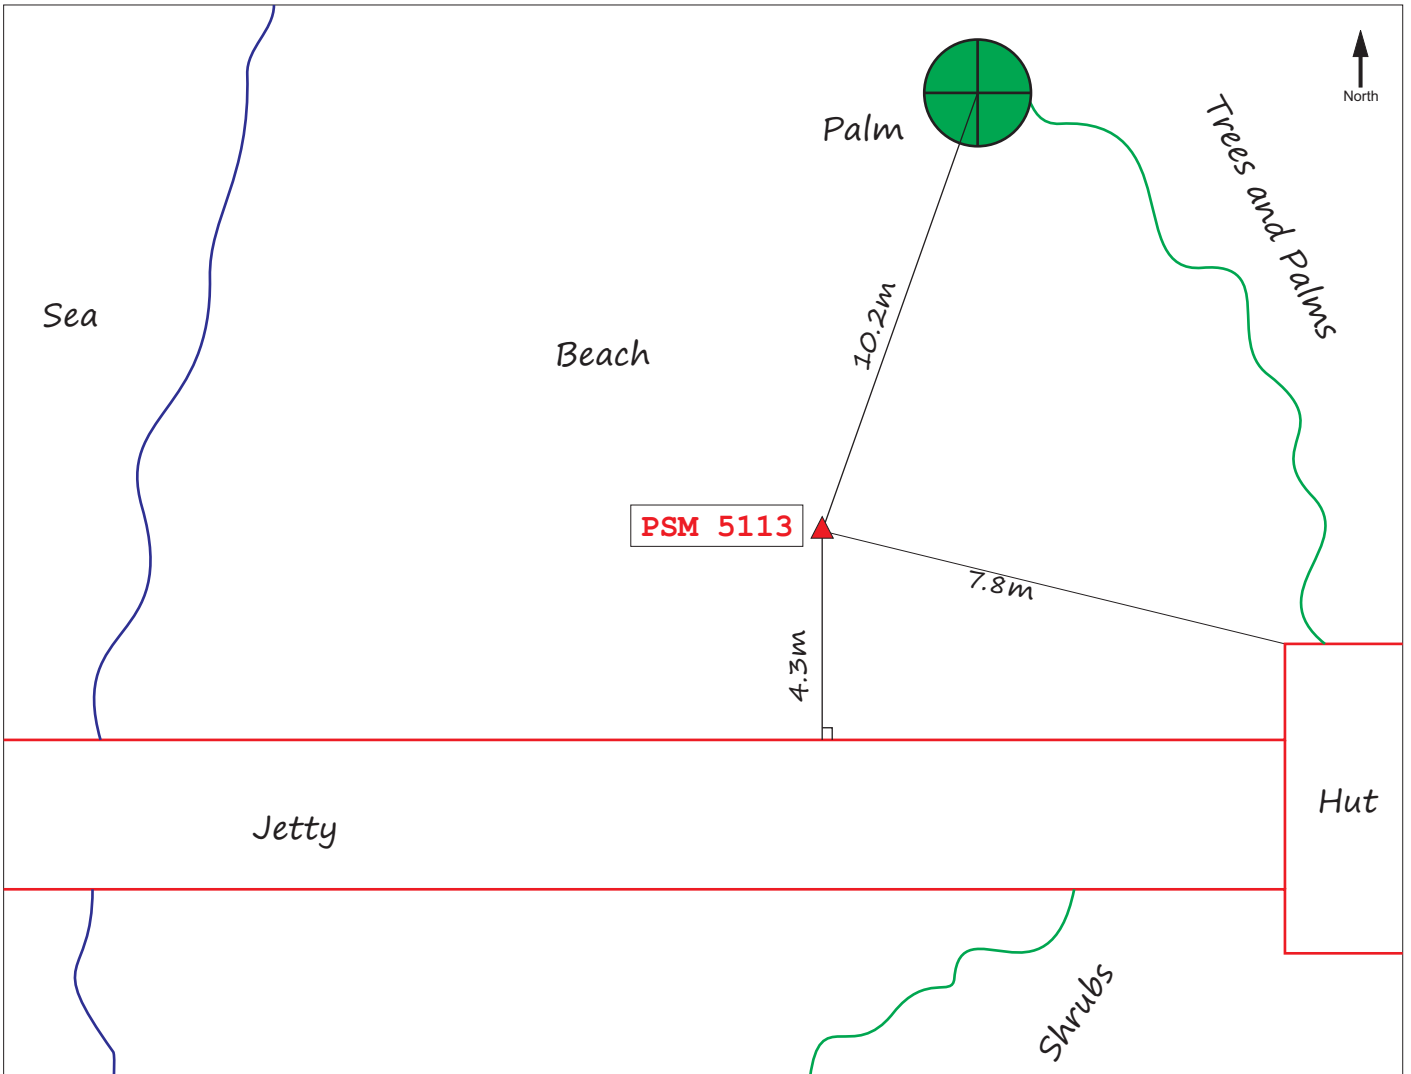 North
Palm
Trees and Palms
Sea
Beach
10.2m
PSM 5113
7.8m
4.3m
Jetty
Hut
Shrubs